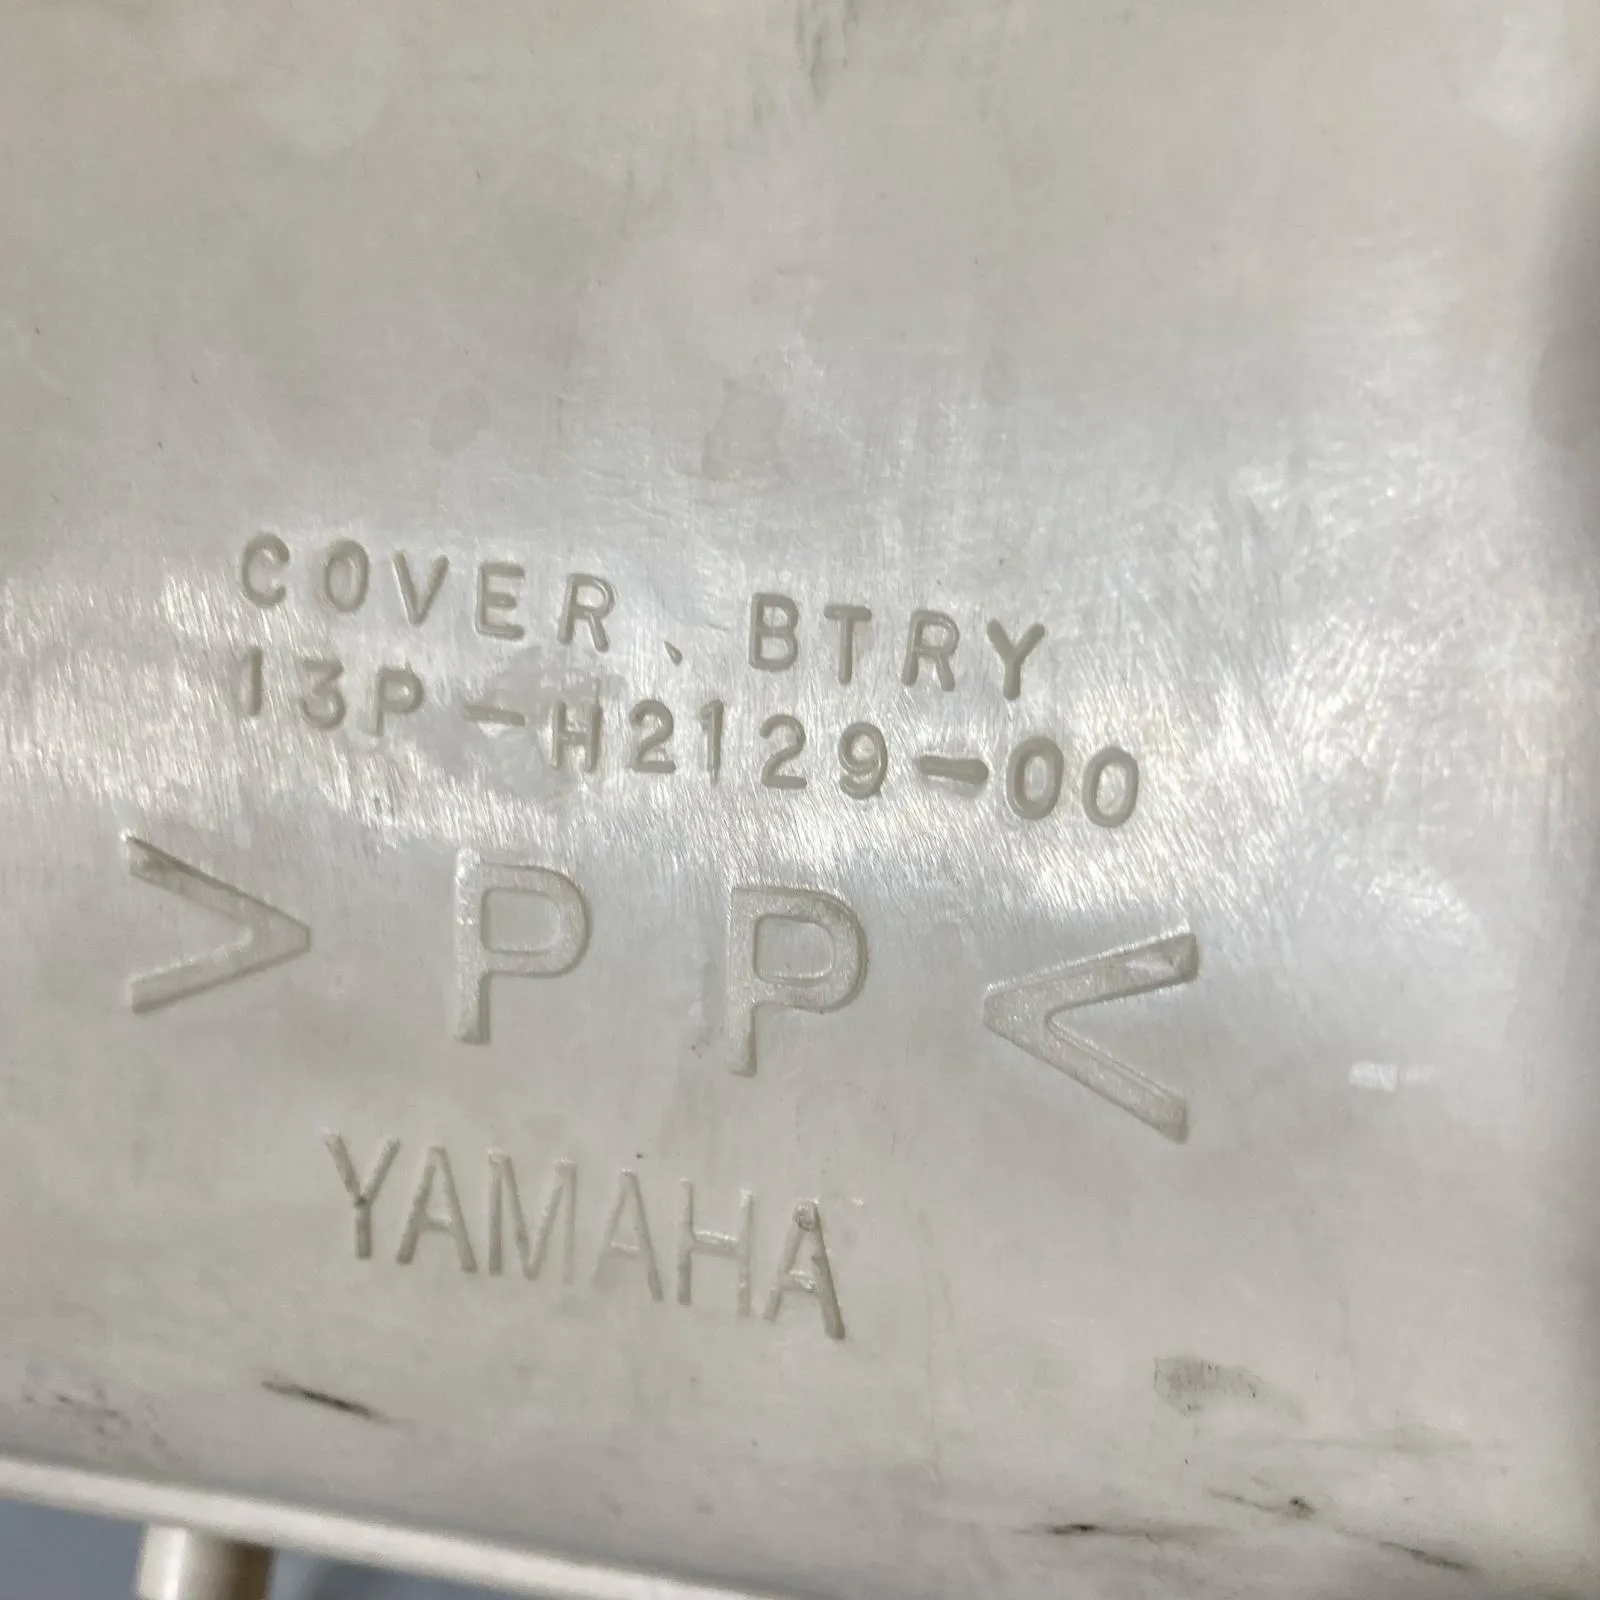 COVER, BTRY
13P-H2129-00
>PP<
YAMAHA